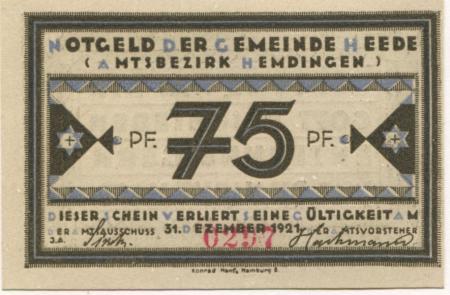 NOTGELD DER GEMEINDE HEEDE
( AMTSBEZIRK HEMDINGEN )
PF. 75 PF.
DIESER SCHEIN VERLIERT SEINE GÜLTIGKEIT AM
DER AMTAUSSCHUSS 31. DEZEMBER 1921 DER AMTSVORSTEHER
J.A. 0257
Konrad Hanf, Hamburg 8